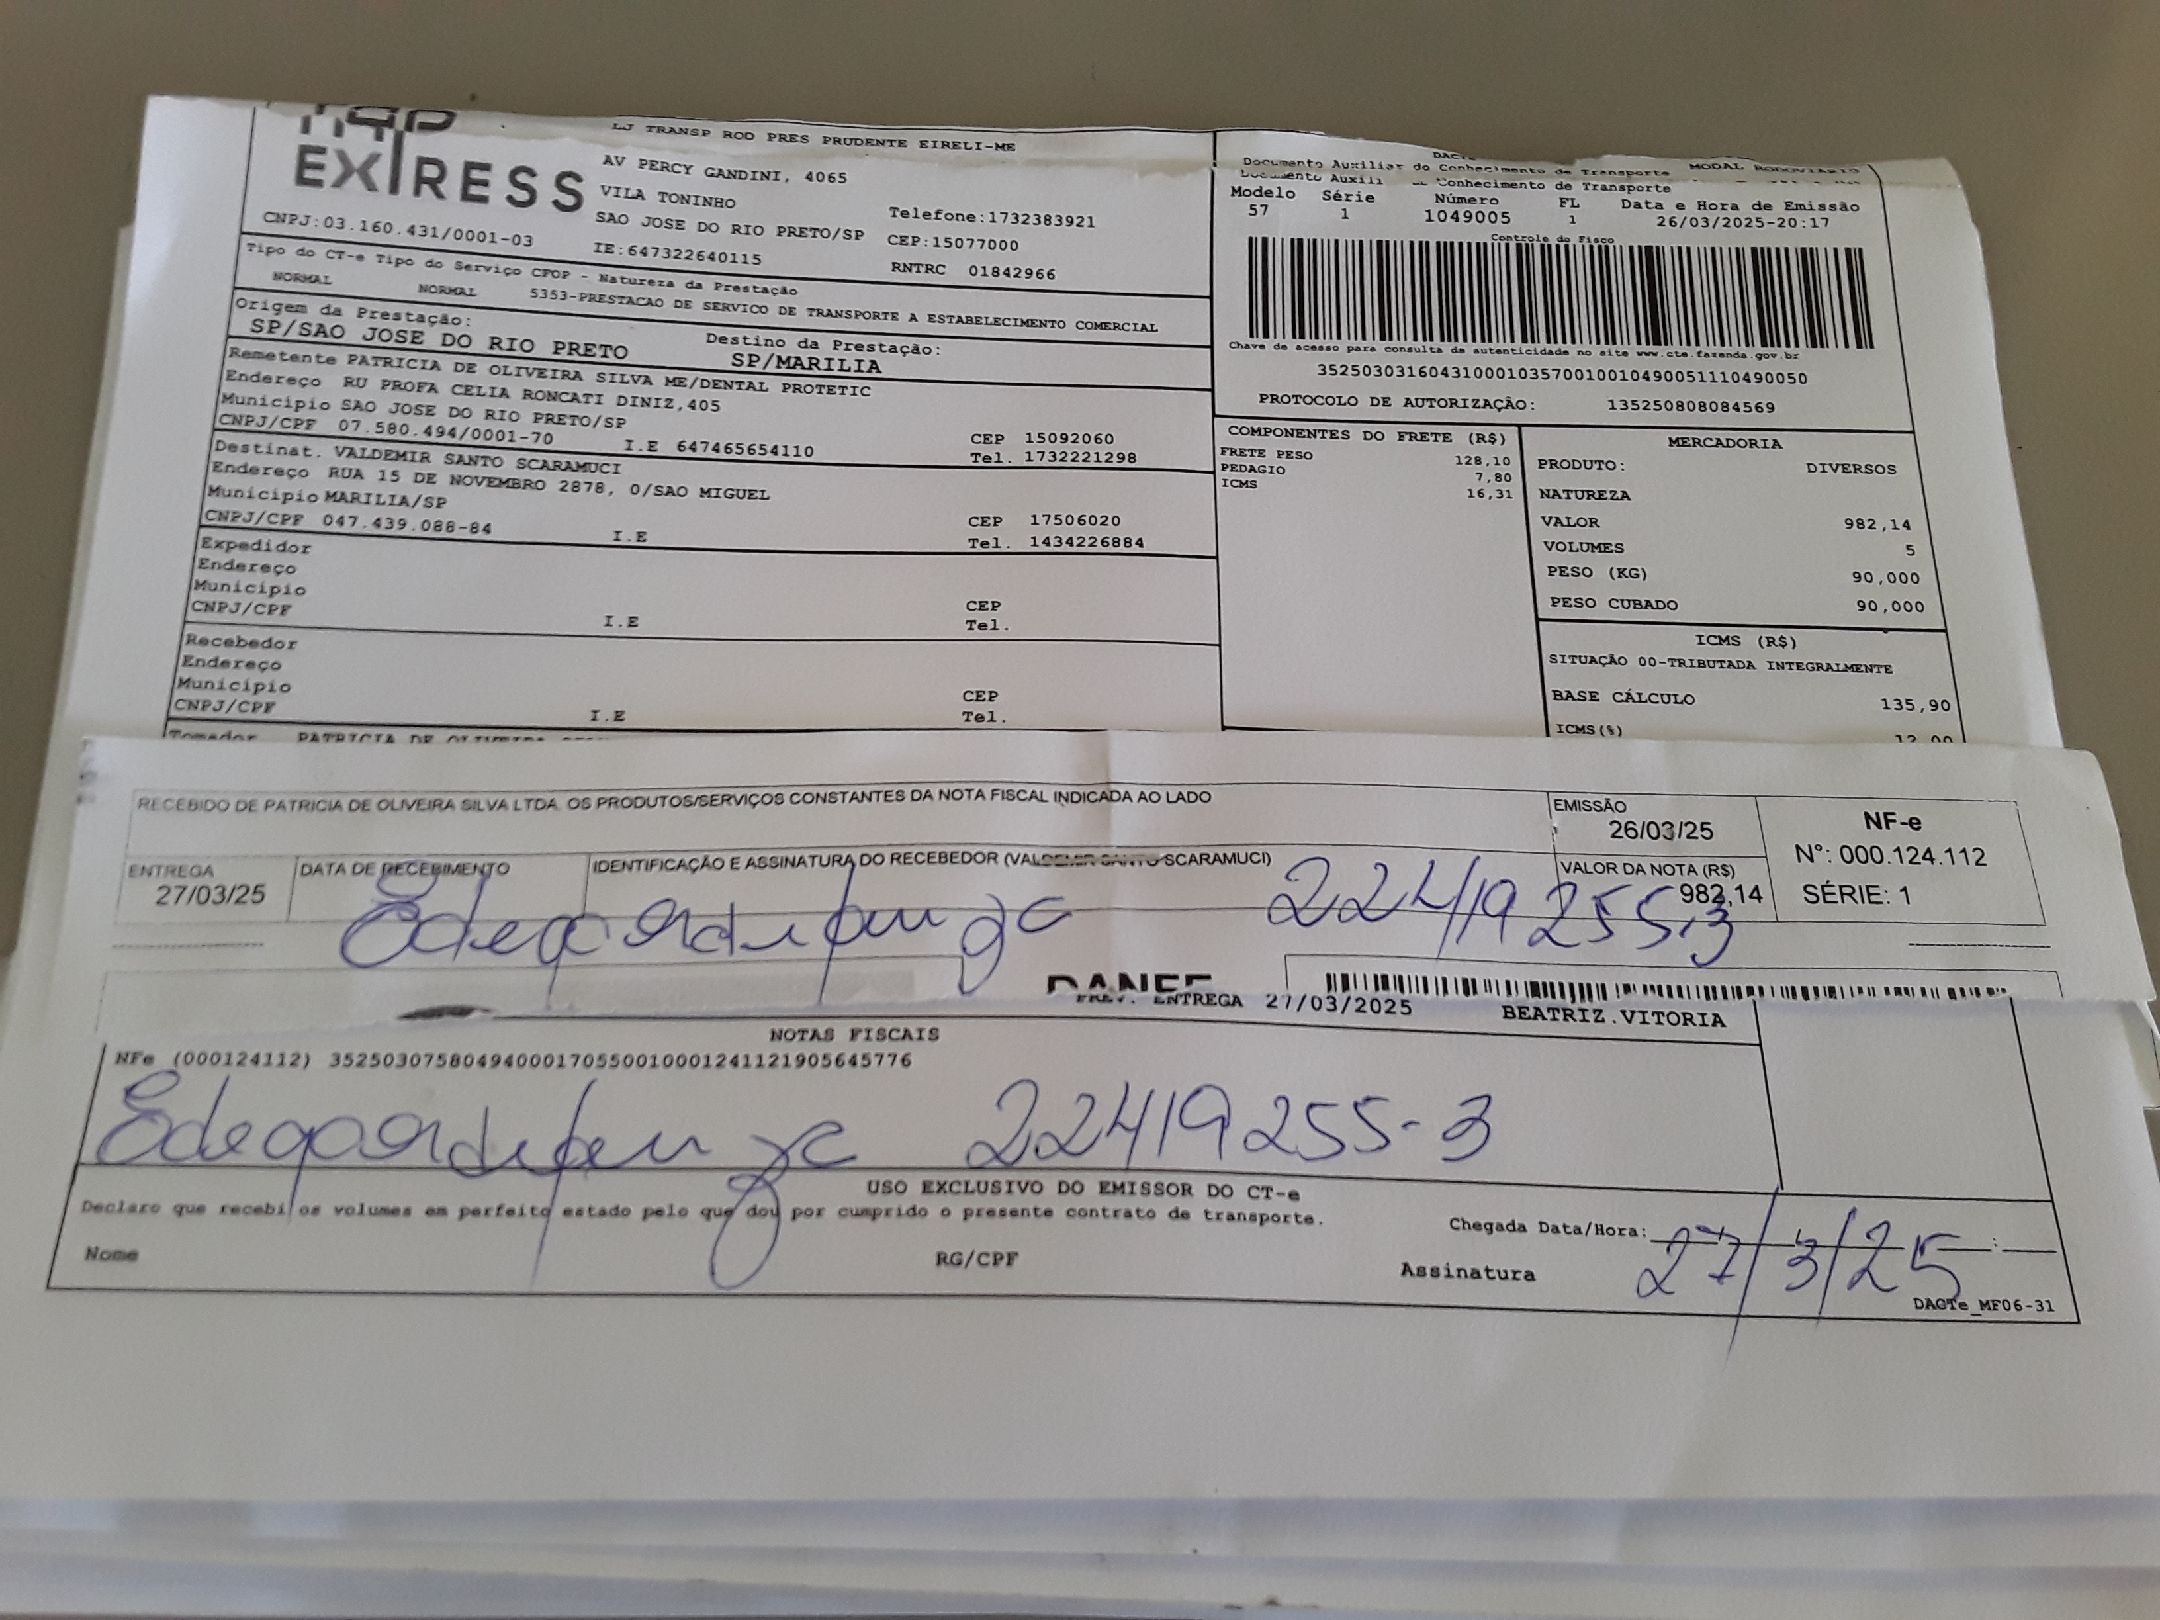 EXPRESS
LJ TRANSP ROD PRES PRUDENTE EIRELI-ME
AV PERCY GANDINI, 4065
VILA TONINHO
SAO JOSE DO RIO PRETO/SP
Telefone:1732383921
CEP:15077000
CNPJ:03.160.431/0001-03
IE:647322640115
RNTRC 01842966
Tipo do CT-e Tipo do Serviço CFOP - Natureza da Prestação
NORMAL NORMAL 5353-PRESTACAO DE SERVICO DE TRANSPORTE A ESTABELECIMENTO COMERCIAL
Origem da Prestação:
SP/SAO JOSE DO RIO PRETO
Destino da Prestação:
SP/MARILIA
Remetente PATRICIA DE OLIVEIRA SILVA ME/DENTAL PROTETIC
Endereço RU PROFA CELIA RONCATI DINIZ,405
Municipio SAO JOSE DO RIO PRETO/SP
CEP 15092060
CNPJ/CPF 07.580.494/0001-70 I.E 647465654110
Tel. 1732221298
Destinat. VALDEMIR SANTO SCARAMUCI
Endereço RUA 15 DE NOVEMBRO 2878, 0/SAO MIGUEL
Municipio MARILIA/SP
CEP 17506020
CNPJ/CPF 047.439.088-84 I.E
Tel. 1434226884
Expedidor
Endereço
Municipio
CEP
CNPJ/CPF I.E Tel.
Recebedor
Endereço
Municipio
CEP
CNPJ/CPF I.E Tel.
Tomador PATRICIA DE OLIVEIRA
Documento Auxiliar do Conhecimento de Transporte MODAL RODOVIARIO
Conhecimento de Transporte
Modelo Série Número FL Data e Hora de Emissão
57 1 1049005 1 26/03/2025-20:17
Controle do Fisco
Chave de acesso para consulta de autenticidade no site www.cte.fazenda.gov.br
35250303160431000103570010010490051110490050
PROTOCOLO DE AUTORIZAÇÃO: 135250808084569
COMPONENTES DO FRETE (R$)
FRETE PESO 128,10
PEDAGIO 7,80
ICMS 16,31
MERCADORIA
PRODUTO: DIVERSOS
NATUREZA
VALOR 982,14
VOLUMES 5
PESO (KG) 90,000
PESO CUBADO 90,000
ICMS (R$)
SITUAÇÃO 00-TRIBUTADA INTEGRALMENTE
BASE CÁLCULO 135,90
ICMS(%) 12,00
RECEBIDO DE PATRICIA DE OLIVEIRA SILVA LTDA. OS PRODUTOS/SERVIÇOS CONSTANTES DA NOTA FISCAL INDICADA AO LADO
EMISSÃO
26/03/25
NF-e
Nº: 000.124.112
SÉRIE: 1
ENTREGA
27/03/25
DATA DE RECEBIMENTO
IDENTIFICAÇÃO E ASSINATURA DO RECEBEDOR (VALDEMIR SANTO SCARAMUCI)
VALOR DA NOTA (R$)
982,14
22419255-3
DANFE
PREV. ENTREGA 27/03/2025 BEATRIZ.VITORIA
NOTAS FISCAIS
NFe (000124112) 35250307580494000170550010001241121905645776
22419255-3
USO EXCLUSIVO DO EMISSOR DO CT-e
Declaro que recebi os volumes em perfeito estado pelo que dou por cumprido o presente contrato de transporte.
Chegada Data/Hora: 27/3/25
Nome RG/CPF Assinatura
DACTe_MF06-31